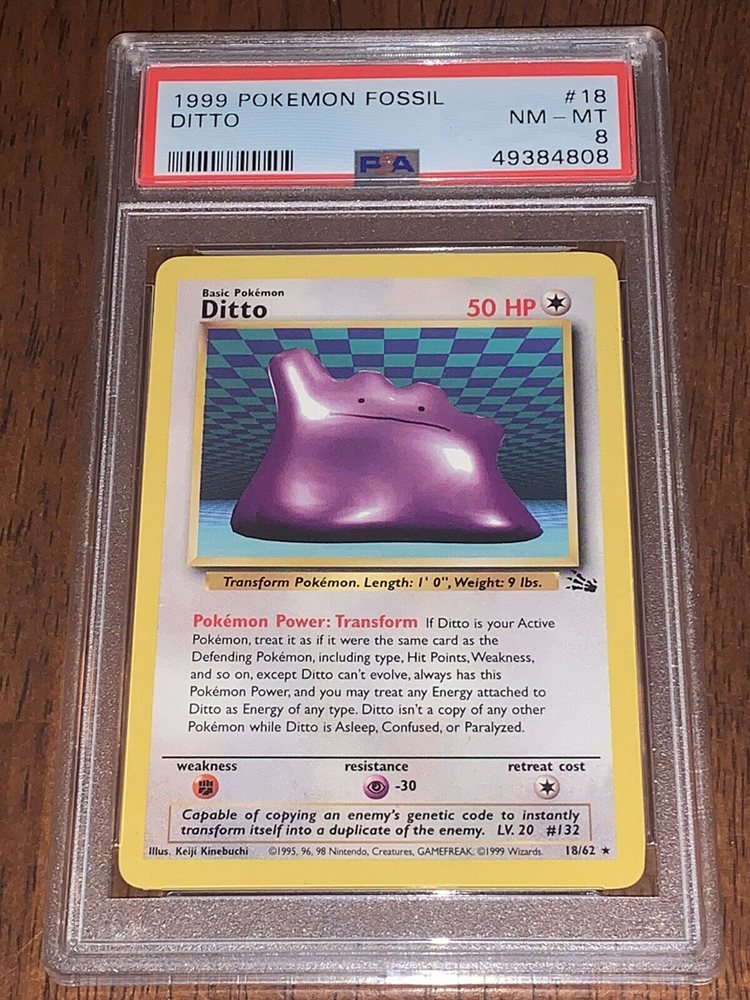 1999 POKEMON FOSSIL #18
DITTO NM - MT
8
PSA 49384808
Basic Pokémon
Ditto 50 HP
Transform Pokémon. Length: 1' 0", Weight: 9 lbs.
Pokémon Power: Transform If Ditto is your Active
Pokémon, treat it as if it were the same card as the
Defending Pokémon, including type, Hit Points, Weakness,
and so on, except Ditto can't evolve, always has this
Pokémon Power, and you may treat any Energy attached to
Ditto as Energy of any type. Ditto isn't a copy of any other
Pokémon while Ditto is Asleep, Confused, or Paralyzed.
weakness resistance retreat cost
-30
Capable of copying an enemy's genetic code to instantly
transform itself into a duplicate of the enemy. LV. 20 #132
Illus. Keiji Kinebuchi ©1995, 96, 98 Nintendo, Creatures, GAMEFREAK. ©1999 Wizards. 18/62 ★